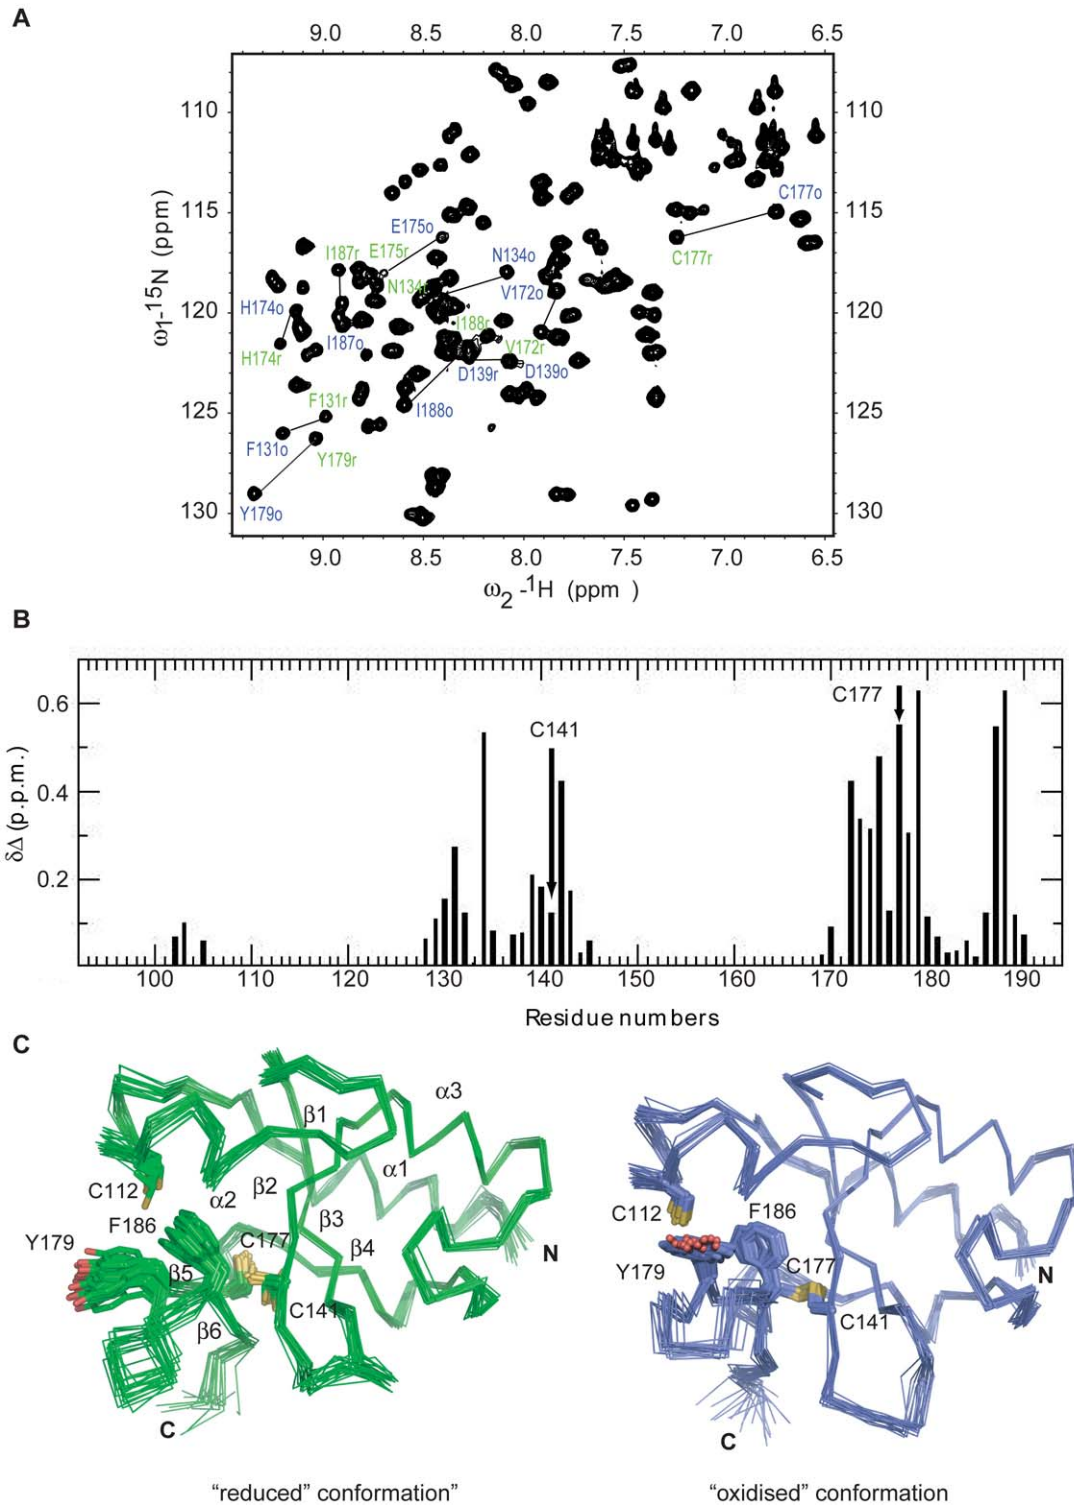 A
9.0 8.5 8.0 7.5 7.0 6.5
110 110
115 115
120 120
125 125
130 130
ω1-15N (ppm)
C177o
C177r
E175o
I187r E175r
N134r
N134o
V172o
H174o
I187o
I188r
H174r
V172r
D139r D139o
F131r
I188o
F131o
Y179r
Y179o
9.0 8.5 8.0 7.5 7.0 6.5
ω2-1H (ppm )
B
0.6
0.4
0.2
δΔ (p.p.m.)
C141
C177
100 110 120 130 140 150 160 170 180 190
Residue numbers
C
α3
β1
α1
β2
α2
C112
β3
F186
C177
β4
Y179
β5
N
C141
β6
C
C112
F186
C177
Y179
N
C141
C
“reduced” conformation”
“oxidised” conformation